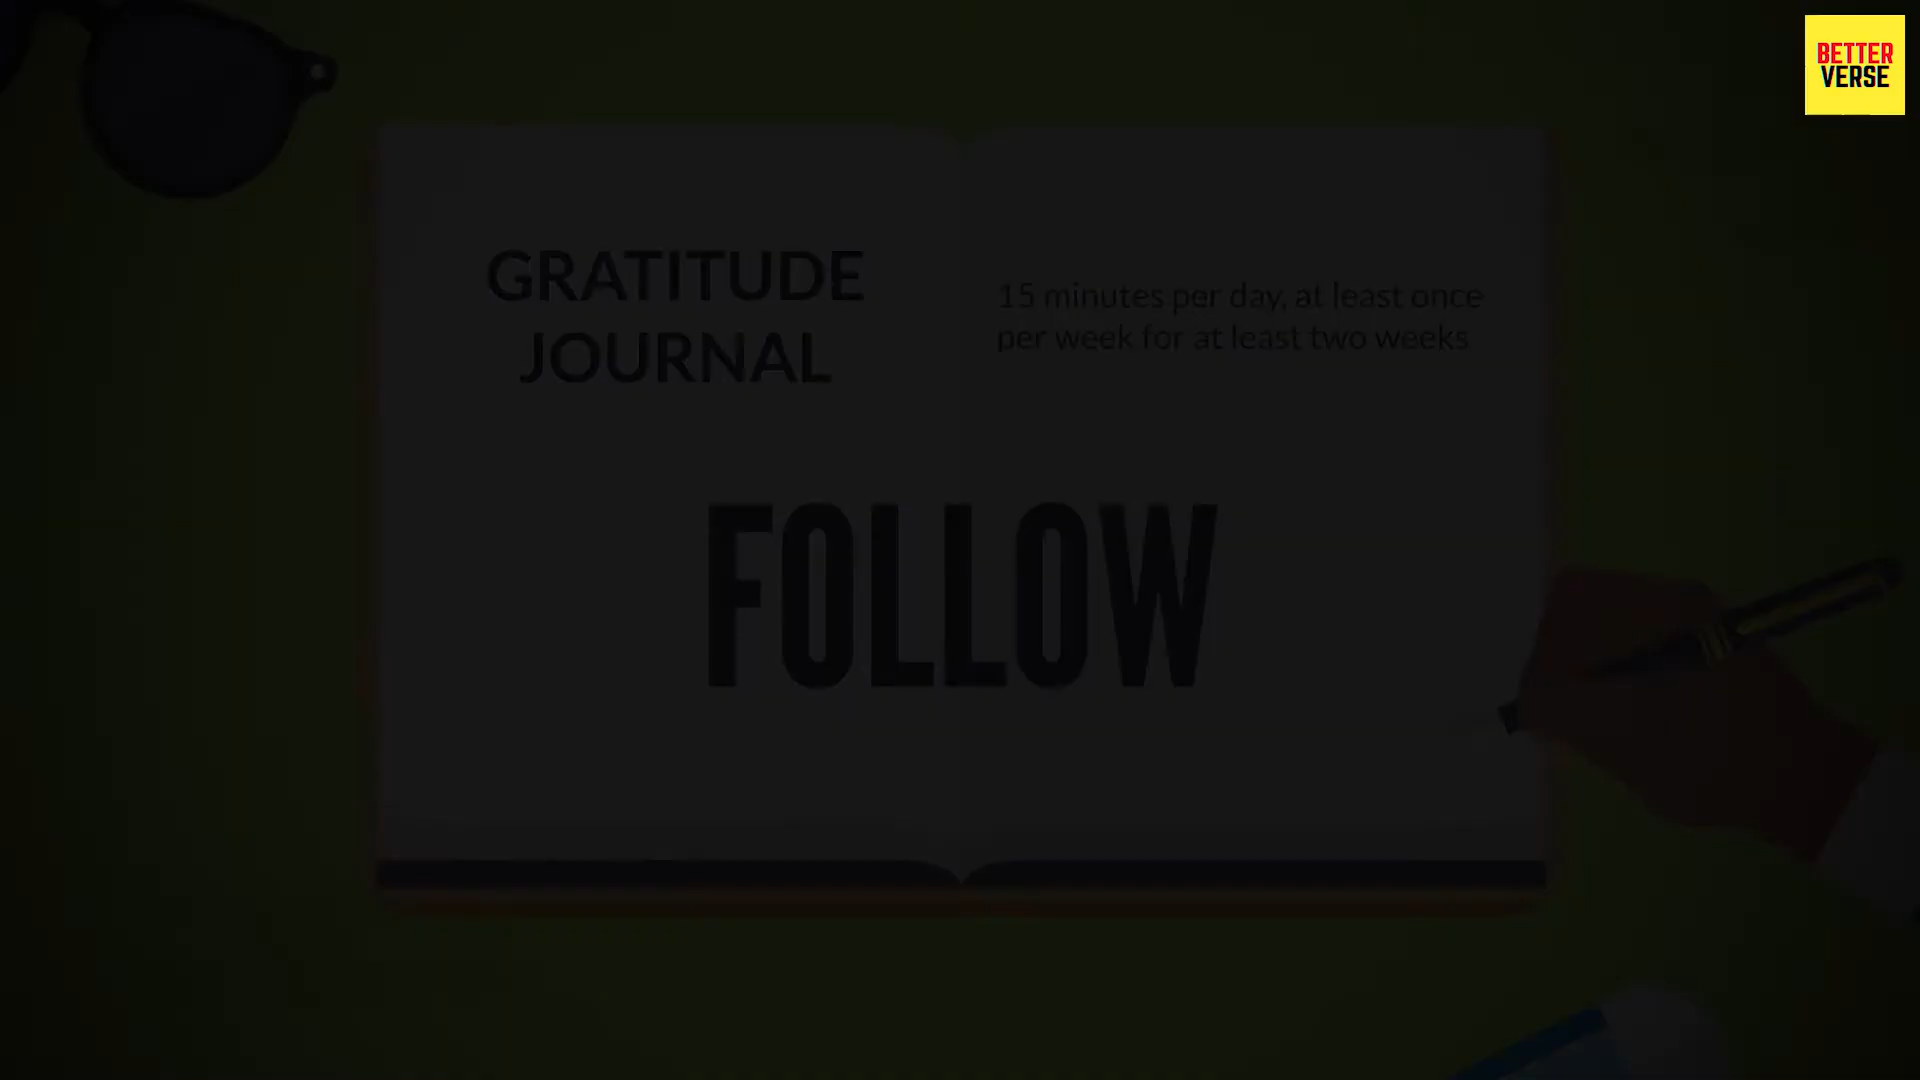 BETTER
VERSE
GRATITUDE
JOURNAL
15 minutes per day, at least once
per week for at least two weeks
FOLLOW